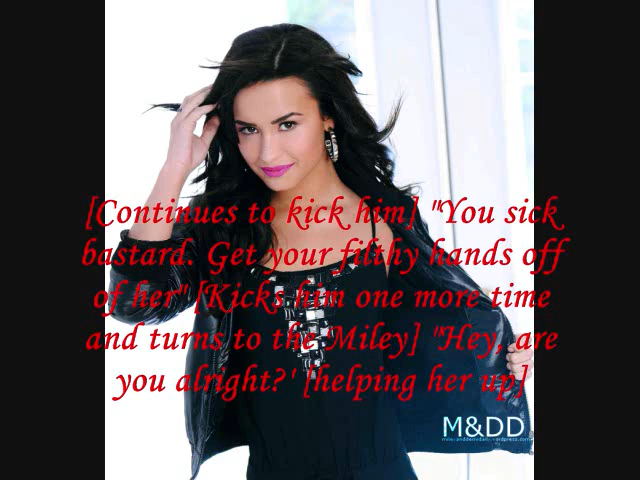 [Continues to kick him] "You sick
bastard. Get your filthy hands off
of her" [Kicks him one more time
and turns to the Miley] "Hey, are
you alright?' [helping her up]
M&DD